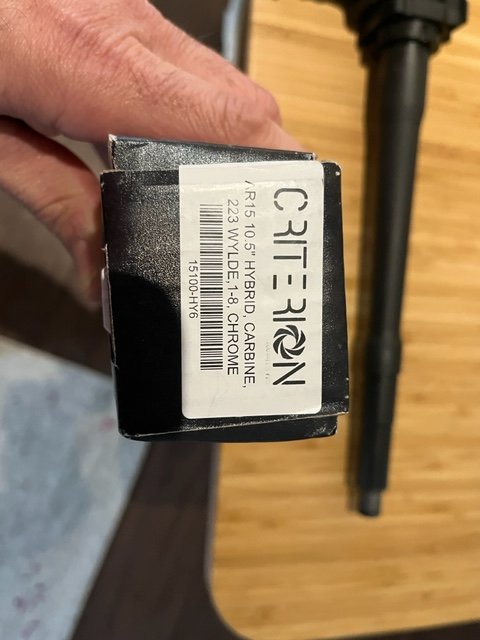 CRITERION
AR15 10.5" HYBRID, CARBINE,
223 WYLDE,1-8, CHROME
15100-HY6